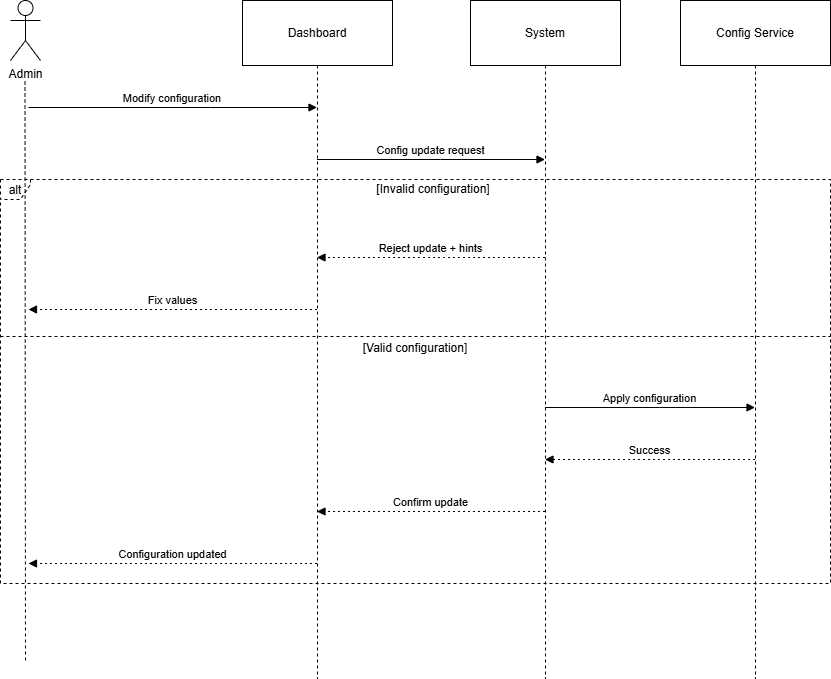 Dashboard
System
Config Service
Admin
Modify configuration
Config update request
alt
[Invalid configuration]
Reject update + hints
Fix values
[Valid configuration]
Apply configuration
Success
Confirm update
Configuration updated